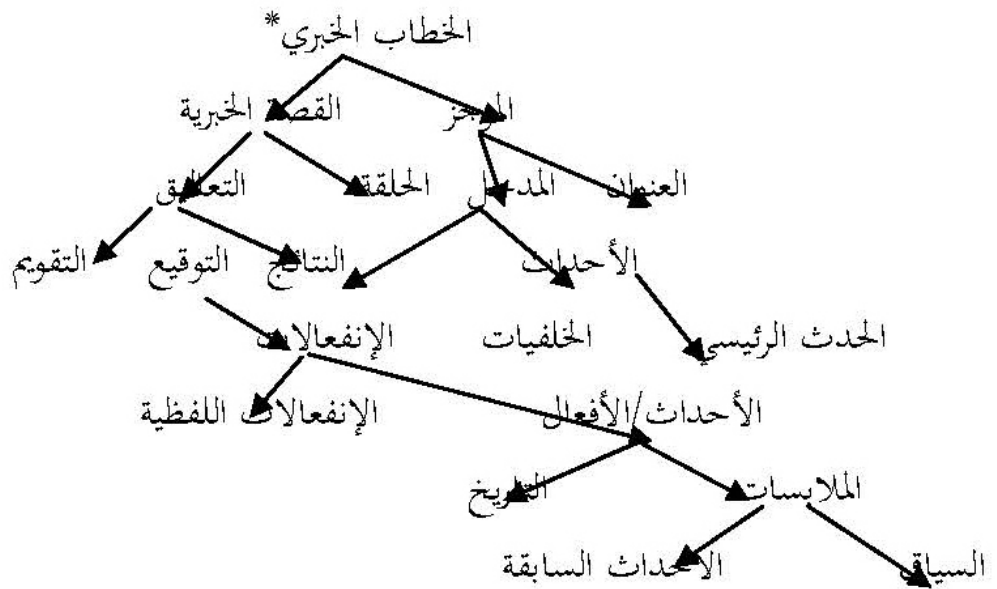 الخطاب الخبري*
الموجز القصة الخبرية
العنوان المدخل الحلقة التعاليق
الأحداث النتائج التوقيع التقويم
الحدث الرئيسي الخلفيات الإنفعالات
الأحداث/الأفعال الإنفعالات اللفظية
الملابسات التاريخ
السياق الاحداث السابقة